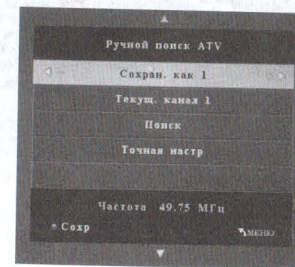 Ручной поиск ATV
Сохран. как 1
Текущ. канал 1
Поиск
Точная настр
Частота 49.75 МГц
Сохр
МЕНЮ